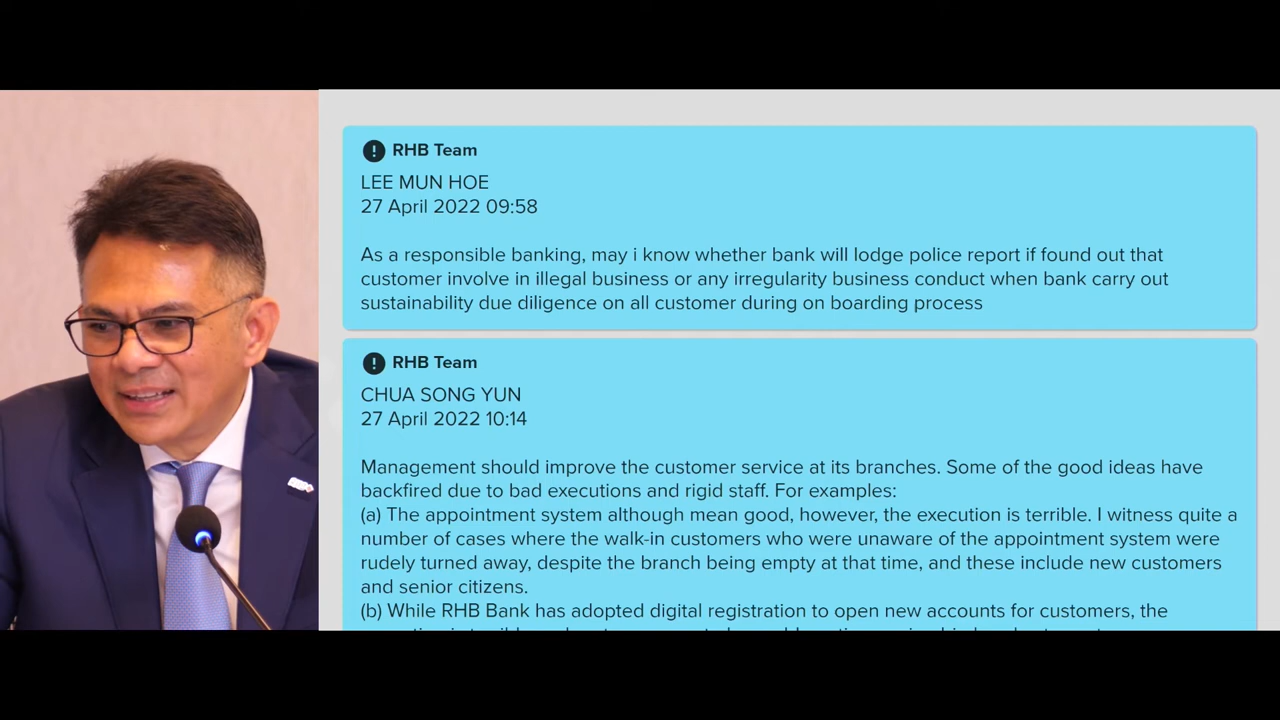 RHB Team
LEE MUN HOE
27 April 2022 09:58
As a responsible banking, may i know whether bank will lodge police report if found out that
customer involve in illegal business or any irregularity business conduct when bank carry out
sustainability due diligence on all customer during on boarding process
RHB Team
CHUA SONG YUN
27 April 2022 10:14
Management should improve the customer service at its branches. Some of the good ideas have
backfired due to bad executions and rigid staff. For examples:
(a) The appointment system although mean good, however, the execution is terrible. I witness quite a
number of cases where the walk-in customers who were unaware of the appointment system were
rudely turned away, despite the branch being empty at that time, and these include new customers
and senior citizens.
(b) While RHB Bank has adopted digital registration to open new accounts for customers, the